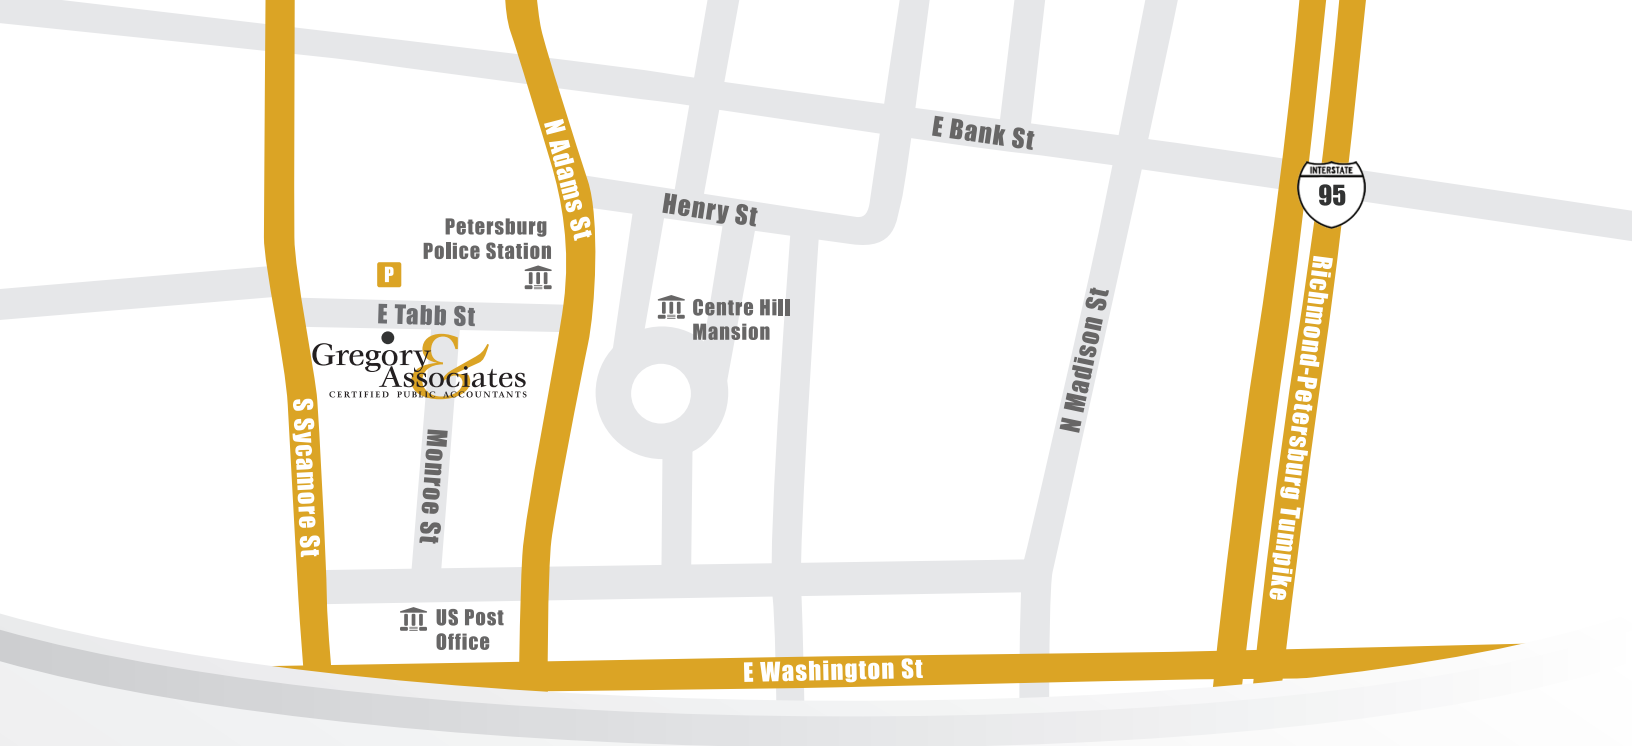 E Bank St
N Adams St
Henry St
INTERSTATE
95
Petersburg
Police Station
P
E Tabb St
Centre Hill
Mansion
Gregory &
Associates
CERTIFIED PUBLIC ACCOUNTANTS
N Madison St
Richmond-Petersburg Turnpike
S Sycamore St
Monroe St
US Post
Office
E Washington St